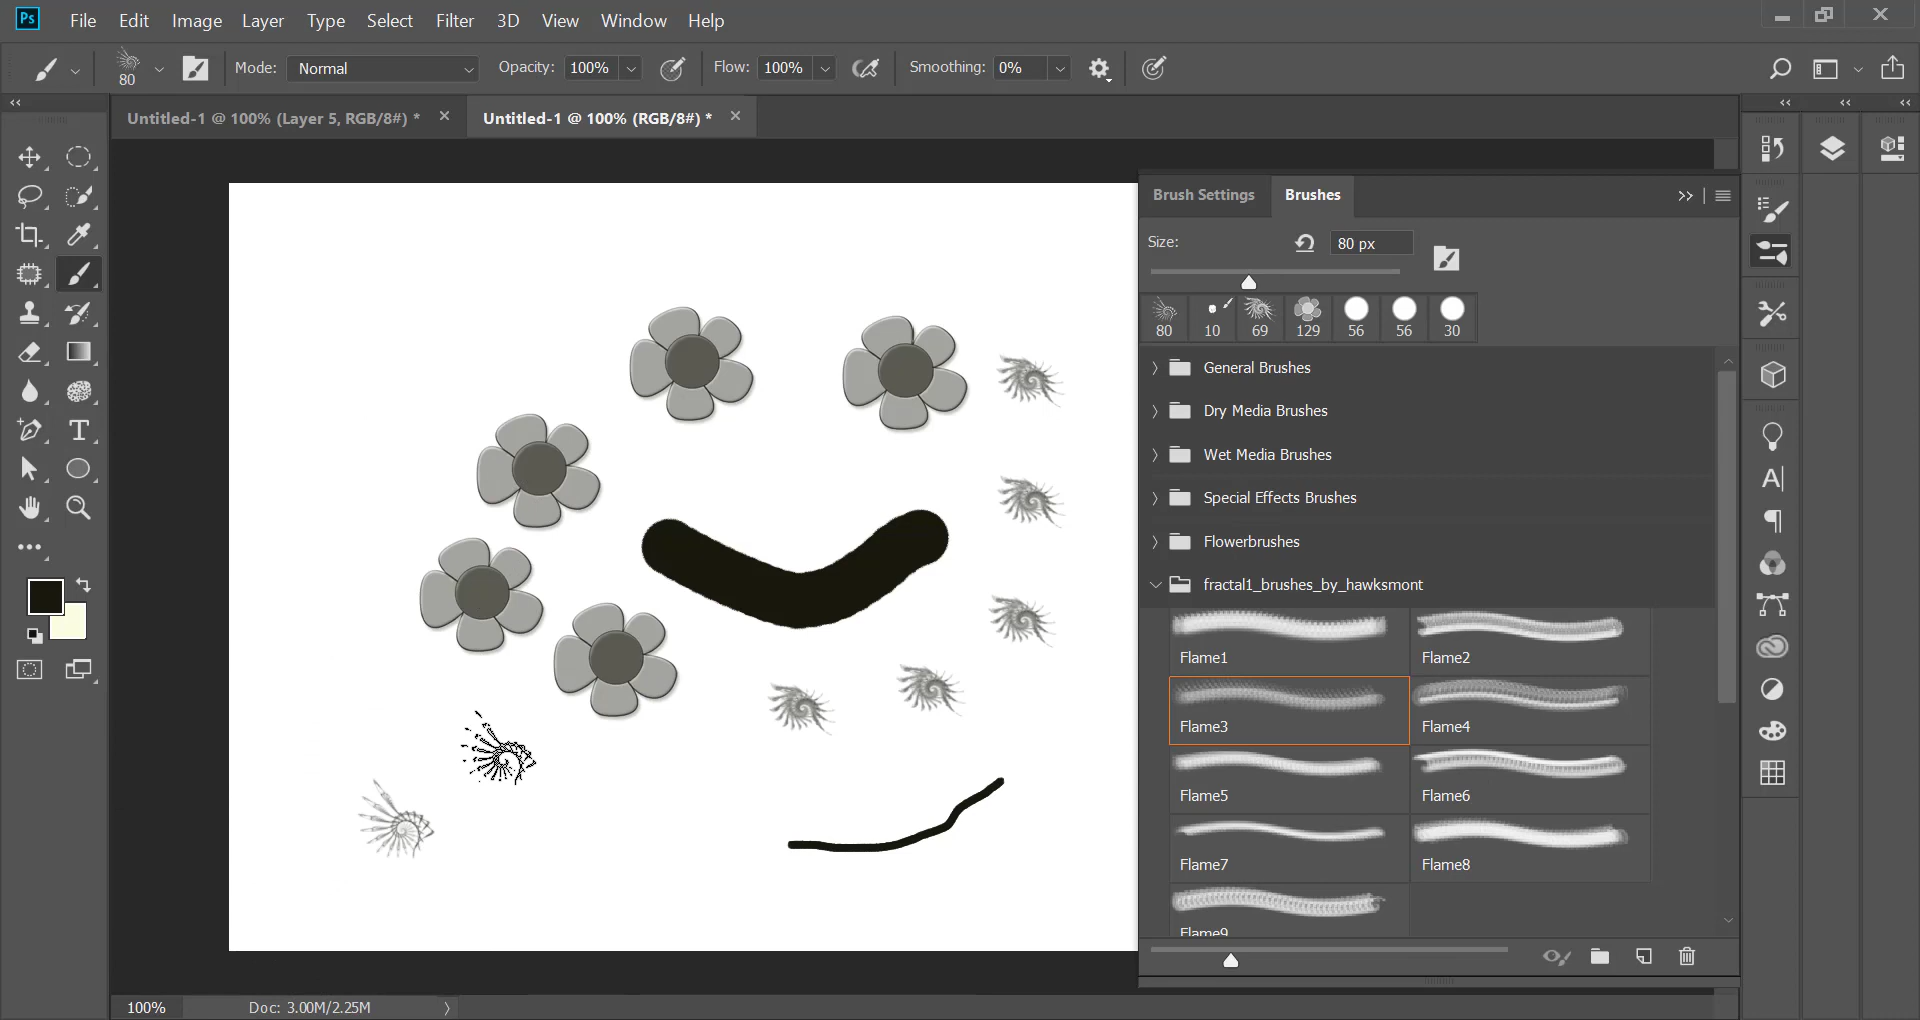 Ps File Edit Image Layer Type Select Filter 3D View Window Help
80 Mode: Normal Opacity: 100% Flow: 100% Smoothing: 0%
Untitled-1 @ 100% (Layer 5, RGB/8#) * Untitled-1 @ 100% (RGB/8#) *
Brush Settings Brushes
Size: 80 px
80 10 69 129 56 56 30
General Brushes
Dry Media Brushes
Wet Media Brushes
Special Effects Brushes
Flowerbrushes
fractal1_brushes_by_hawksmont
Flame1 Flame2
Flame3 Flame4
Flame5 Flame6
Flame7 Flame8
Flame9
100% Doc: 3.00M/2.25M